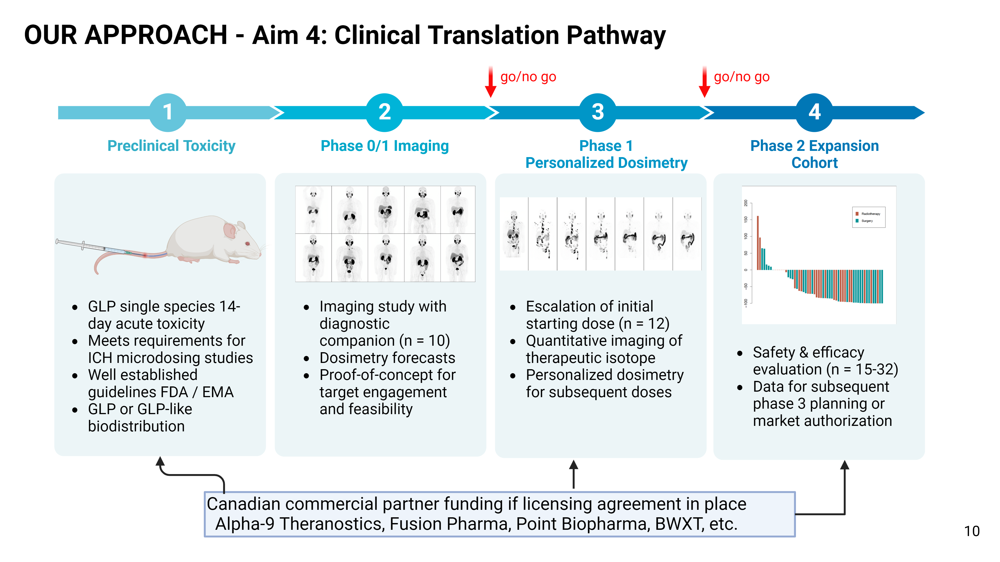 OUR APPROACH - Aim 4: Clinical Translation Pathway
go/no go
go/no go
1
2
3
4
Preclinical Toxicity
Phase 0/1 Imaging
Phase 1
Personalized Dosimetry
Phase 2 Expansion
Cohort
• GLP single species 14-
day acute toxicity
• Meets requirements for
ICH microdosing studies
• Well established
guidelines FDA / EMA
• GLP or GLP-like
biodistribution
• Imaging study with
diagnostic
companion (n = 10)
• Dosimetry forecasts
• Proof-of-concept for
target engagement
and feasibility
• Escalation of initial
starting dose (n = 12)
• Quantitative imaging of
therapeutic isotope
• Personalized dosimetry
for subsequent doses
200
150
100
50
0
-50
-100
Radiotherapy
Surgery
• Safety & efficacy
evaluation (n = 15-32)
• Data for subsequent
phase 3 planning or
market authorization
Canadian commercial partner funding if licensing agreement in place
Alpha-9 Theranostics, Fusion Pharma, Point Biopharma, BWXT, etc.
10